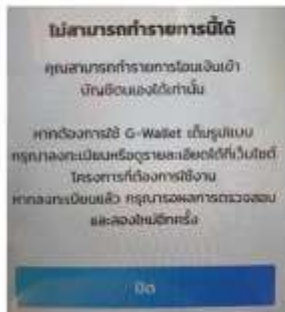 ไม่สามารถทำรายการนี้ได้
คุณสามารถทำรายการโอนเงินเข้า
บัญชีตนเองได้เท่านั้น
หากต้องการใช้ G-Wallet เต็มรูปแบบ
กรุณาลงทะเบียนหรือดูรายละเอียดได้ที่เว็บไซต์
โครงการที่ต้องการใช้งาน
หากลงทะเบียนแล้ว กรุณารอผลการตรวจสอบ
และลองใหม่อีกครั้ง
ปิด